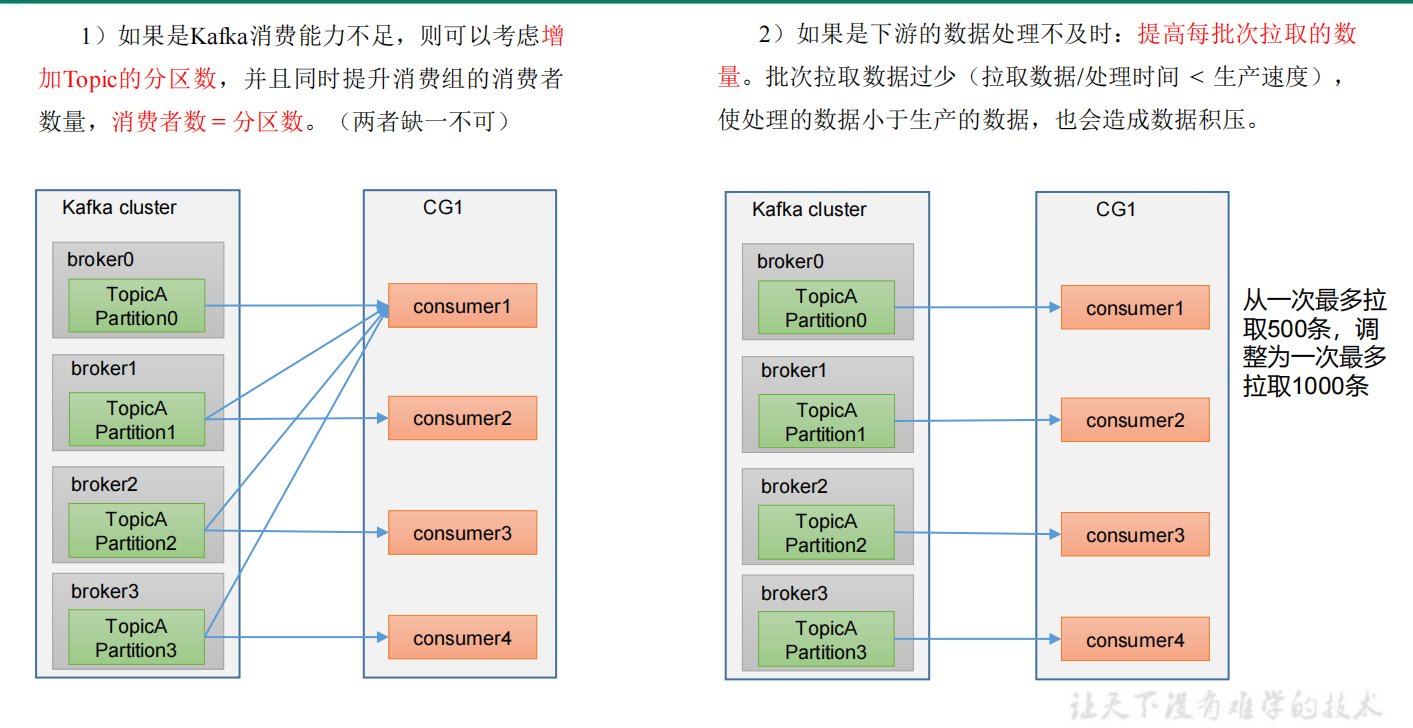 1）如果是Kafka消费能力不足，则可以考虑增
加Topic的分区数，并且同时提升消费组的消费者
数量，消费者数 = 分区数。（两者缺一不可）
Kafka cluster
broker0
TopicA
Partition0
broker1
TopicA
Partition1
broker2
TopicA
Partition2
broker3
TopicA
Partition3
CG1
consumer1
consumer2
consumer3
consumer4
2）如果是下游的数据处理不及时：提高每批次拉取的数
量。批次拉取数据过少（拉取数据/处理时间 < 生产速度），
使处理的数据小于生产的数据，也会造成数据积压。
Kafka cluster
broker0
TopicA
Partition0
broker1
TopicA
Partition1
broker2
TopicA
Partition2
broker3
TopicA
Partition3
CG1
consumer1
consumer2
consumer3
consumer4
从一次最多拉
取500条，调
整为一次最多
拉取1000条
让天下没有难学的技术